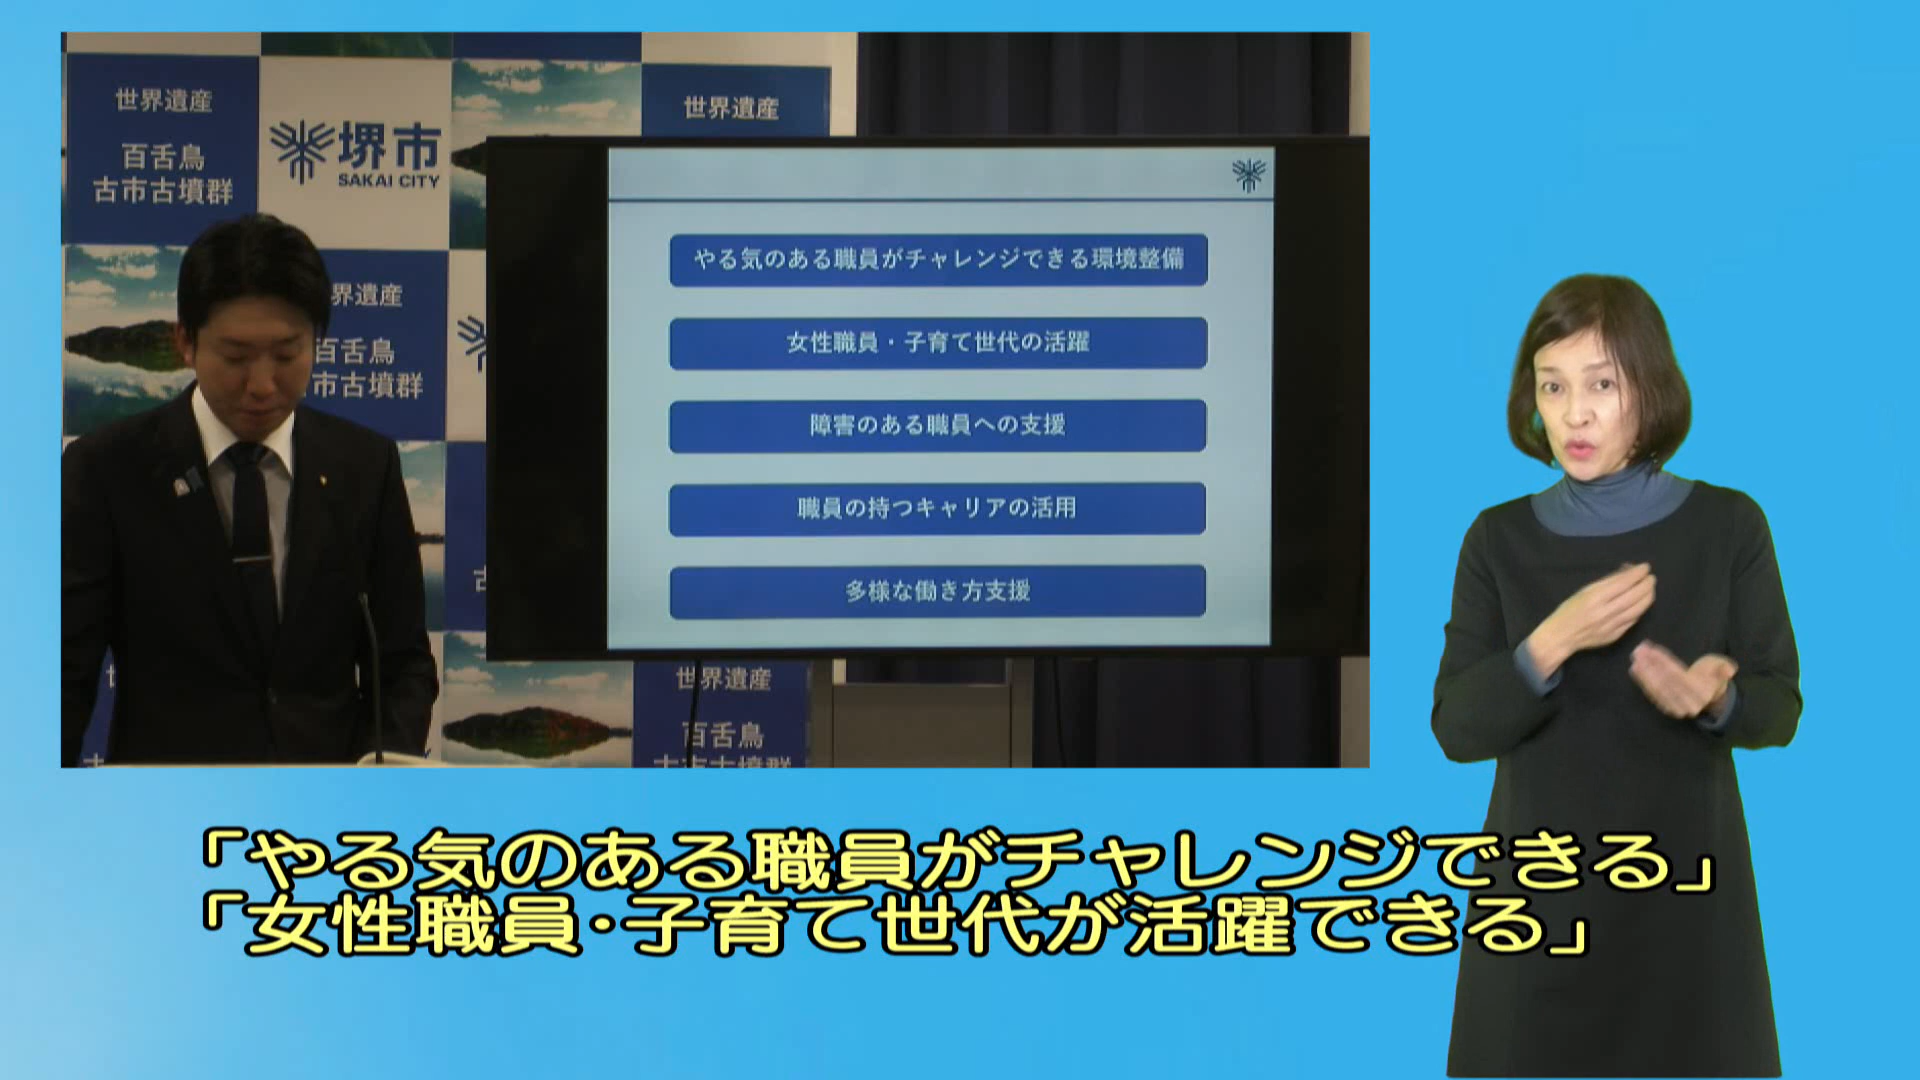 世界遺産
百舌鳥
古市古墳群
堺市
SAKAI CITY
世界遺産
界遺産
百舌鳥
市古墳群
やる気のある職員がチャレンジできる環境整備
女性職員・子育て世代の活躍
障害のある職員への支援
職員の持つキャリアの活用
多様な働き方支援
世界遺産
百舌鳥
「やる気のある職員がチャレンジできる」
「女性職員・子育て世代が活躍できる」